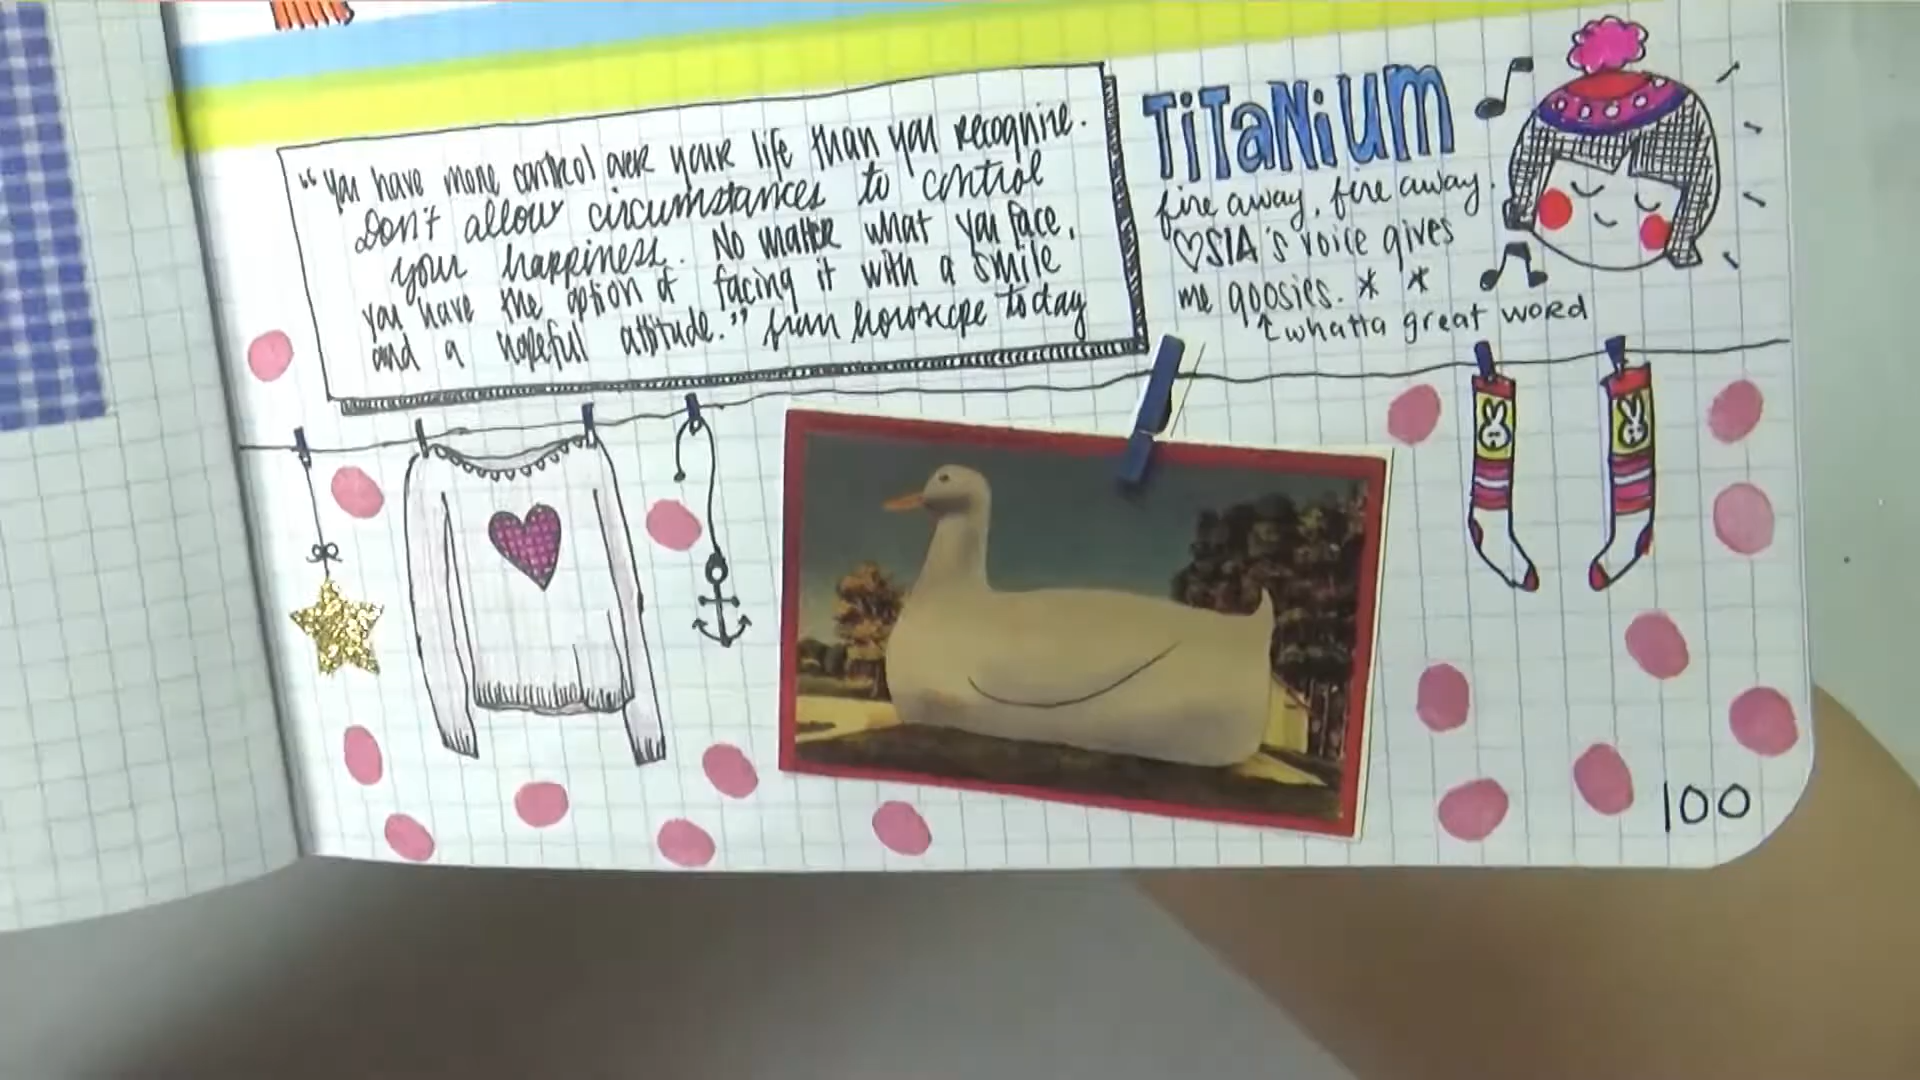 "You have more control over your life than you recognize.
Don't allow circumstances to control
your happiness. No matter what you face,
you have the option of facing it with a smile
and a hopeful attitude." from horoscope today
TiTaNiUM
fire away, fire away.
♡SIA's voice gives
me goosies. * *
↑whatta great word
100